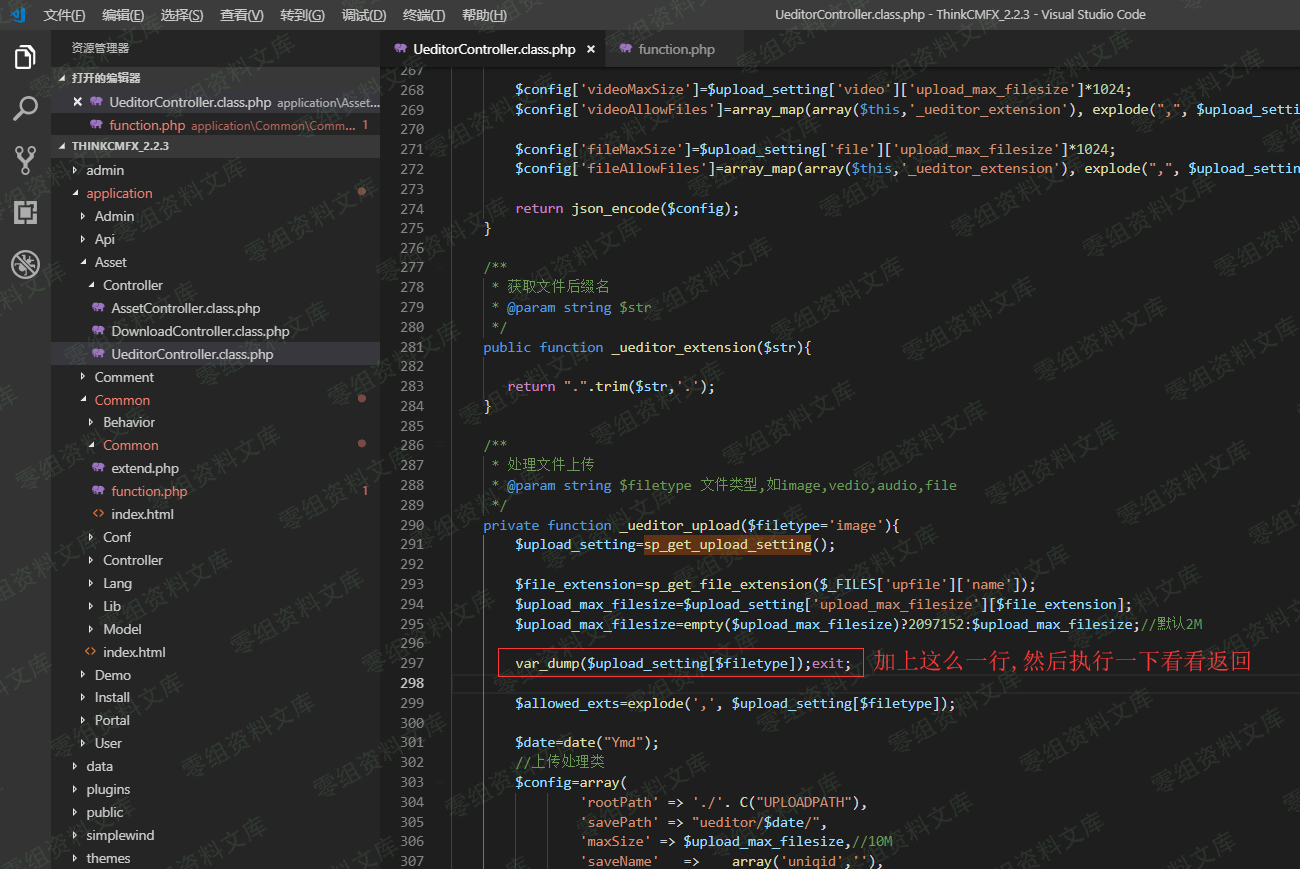 文件(F) 编辑(E) 选择(S) 查看(V) 转到(G) 调试(D) 终端(T) 帮助(H) UeditorController.class.php - ThinkCMFX_2.2.3 - Visual Studio Code
资源管理器
打开的编辑器
UeditorController.class.php application\Asset...
function.php application\Common\Comm... 1
THINKCMFX_2.2.3
admin
application
Admin
Api
Asset
Controller
AssetController.class.php
DownloadController.class.php
UeditorController.class.php
Comment
Common
Behavior
Common
extend.php
function.php 1
index.html
Conf
Controller
Lang
Lib
Model
index.html
Demo
Install
Portal
User
data
plugins
public
simplewind
themes
UeditorController.class.php × function.php
267
268 $config['videoMaxSize']=$upload_setting['video']['upload_max_filesize']*1024;
269 $config['videoAllowFiles']=array_map(array($this,'_ueditor_extension'), explode(",", $upload_setti
270
271 $config['fileMaxSize']=$upload_setting['file']['upload_max_filesize']*1024;
272 $config['fileAllowFiles']=array_map(array($this,'_ueditor_extension'), explode(",", $upload_settin
273
274 return json_encode($config);
275 }
276
277 /**
278 * 获取文件后缀名
279 * @param string $str
280 */
281 public function _ueditor_extension($str){
282
283 return ".".trim($str,'.');
284 }
285
286 /**
287 * 处理文件上传
288 * @param string $filetype 文件类型,如image,vedio,audio,file
289 */
290 private function _ueditor_upload($filetype='image'){
291 $upload_setting=sp_get_upload_setting();
292
293 $file_extension=sp_get_file_extension($_FILES['upfile']['name']);
294 $upload_max_filesize=$upload_setting['upload_max_filesize'][$file_extension];
295 $upload_max_filesize=empty($upload_max_filesize)?2097152:$upload_max_filesize;//默认2M
296
297 var_dump($upload_setting[$filetype]);exit; 加上这么一行,然后执行一下看看返回
298
299 $allowed_exts=explode(',', $upload_setting[$filetype]);
300
301 $date=date("Ymd");
302 //上传处理类
303 $config=array(
304 'rootPath' => './'. C("UPLOADPATH"),
305 'savePath' => "ueditor/$date/",
306 'maxSize' => $upload_max_filesize,//10M
307 'saveName' => array('uniqid',''),
零组资料文库